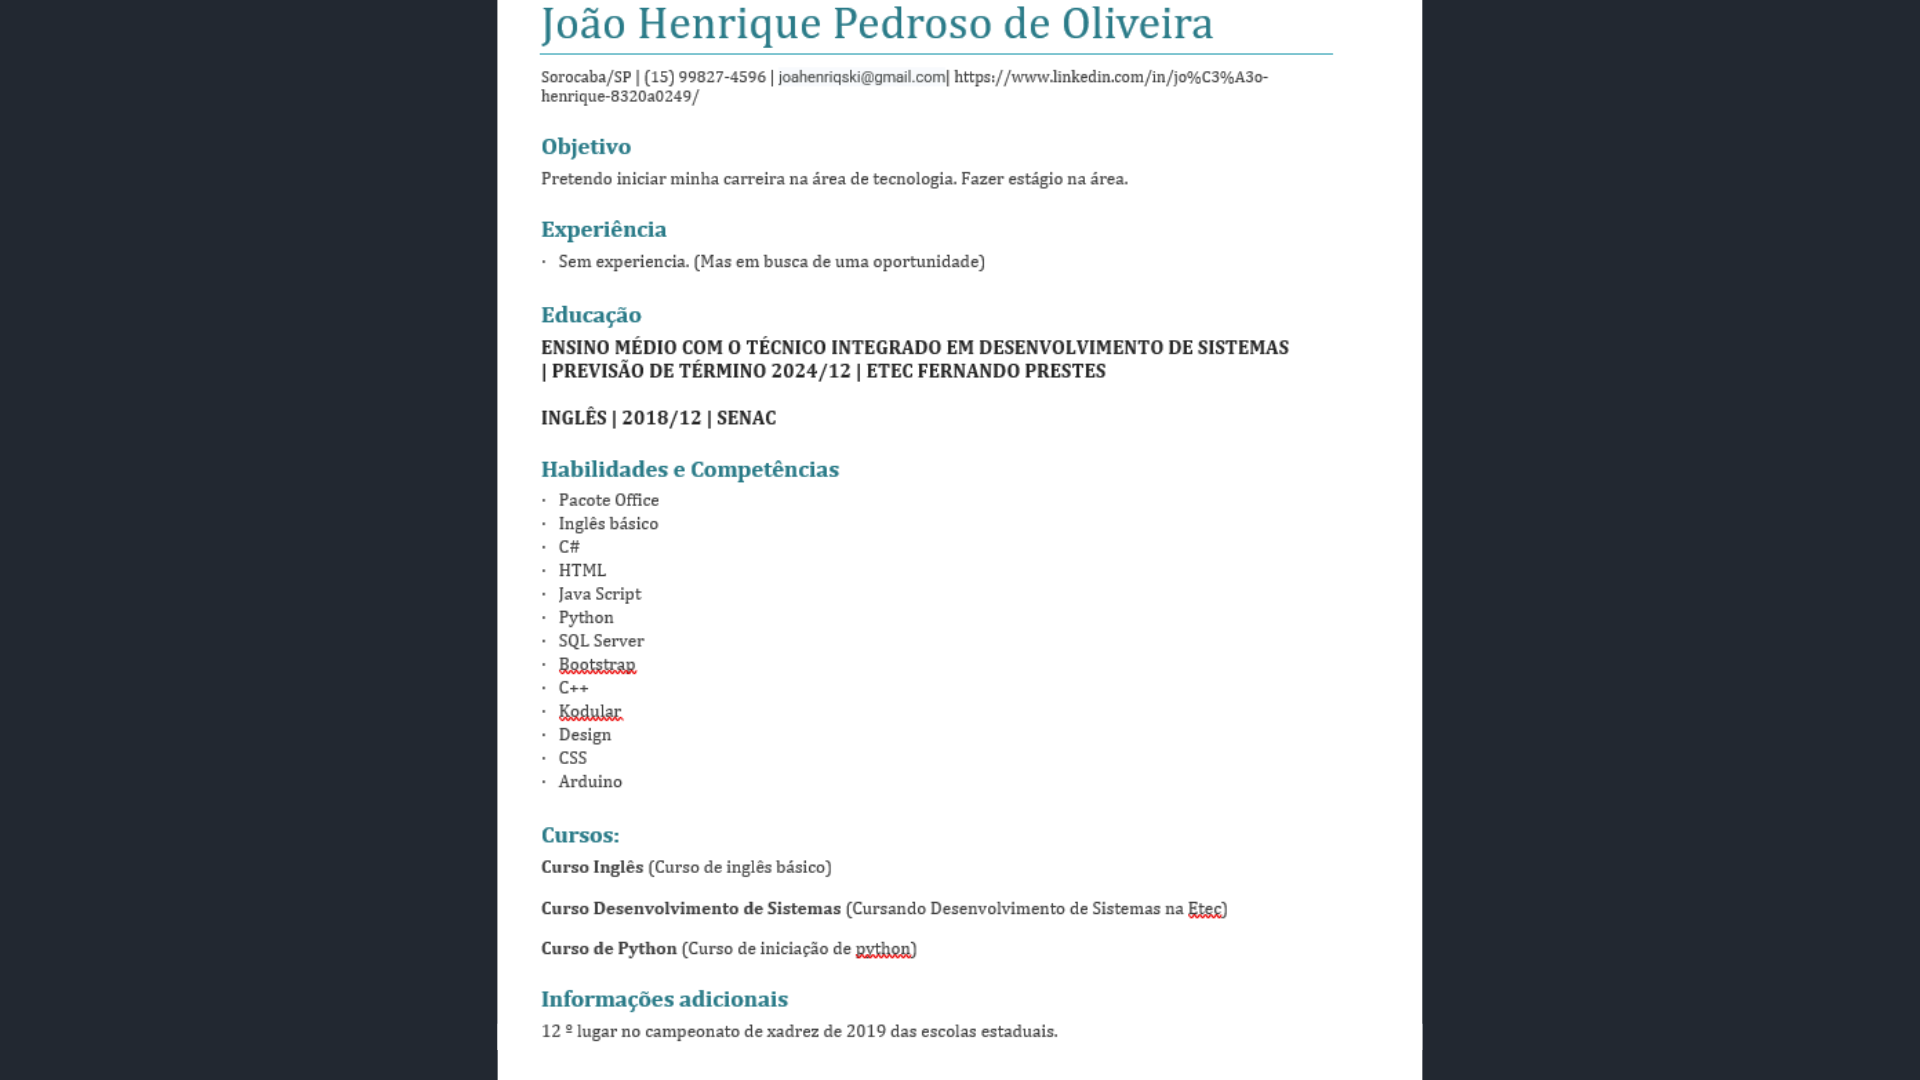 João Henrique Pedroso de Oliveira
Sorocaba/SP | (15) 99827-4596 | joahenriqski@gmail.com| https://www.linkedin.com/in/jo%C3%A3o-
henrique-8320a0249/
Objetivo
Pretendo iniciar minha carreira na área de tecnologia. Fazer estágio na área.
Experiência
· Sem experiencia. (Mas em busca de uma oportunidade)
Educação
ENSINO MÉDIO COM O TÉCNICO INTEGRADO EM DESENVOLVIMENTO DE SISTEMAS
| PREVISÃO DE TÉRMINO 2024/12 | ETEC FERNANDO PRESTES
INGLÊS | 2018/12 | SENAC
Habilidades e Competências
· Pacote Office
· Inglês básico
· C#
· HTML
· Java Script
· Python
· SQL Server
· Bootstrap
· C++
· Kodular
· Design
· CSS
· Arduino
Cursos:
Curso Inglês (Curso de inglês básico)
Curso Desenvolvimento de Sistemas (Cursando Desenvolvimento de Sistemas na Etec)
Curso de Python (Curso de iniciação de python)
Informações adicionais
12 º lugar no campeonato de xadrez de 2019 das escolas estaduais.